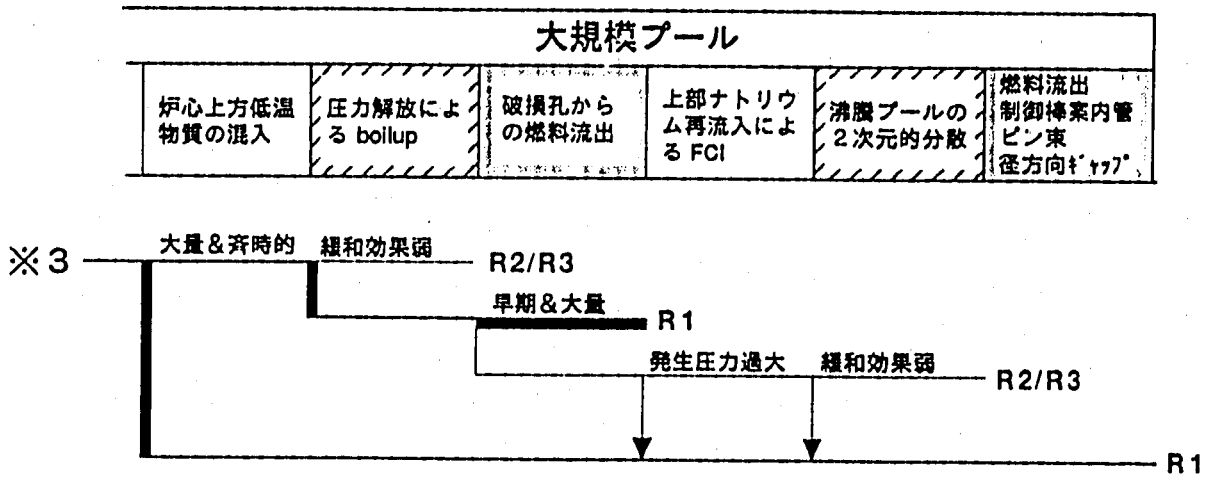 大規模プール
炉心上方低温
物質の混入
圧力解放によ
る boilup
破損孔から
の燃料流出
上部ナトリウ
ム再流入によ
る FCI
沸騰プールの
2次元的分散
燃料流出
制御棒案内管
ピン束
径方向ギャップ
※3
大量&斉時的
緩和効果弱
R2/R3
早期&大量
R1
発生圧力過大
緩和効果弱
R2/R3
R1